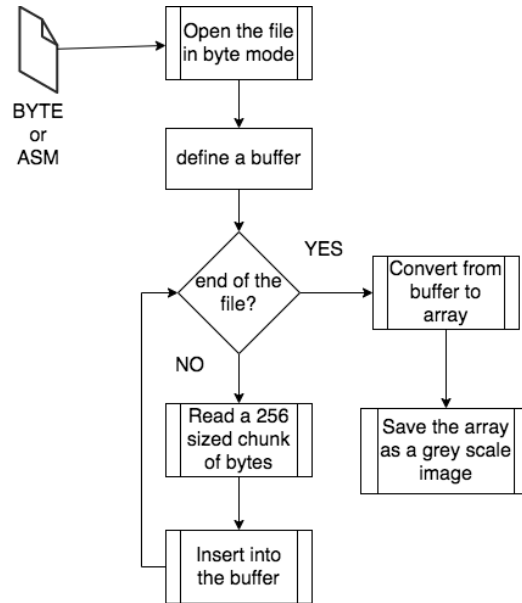 Open the file
in byte mode
BYTE
or
ASM
define a buffer
end of the
file?
YES
Convert from
buffer to
array
NO
Read a 256
sized chunk
of bytes
Save the array
as a grey scale
image
Insert into
the buffer